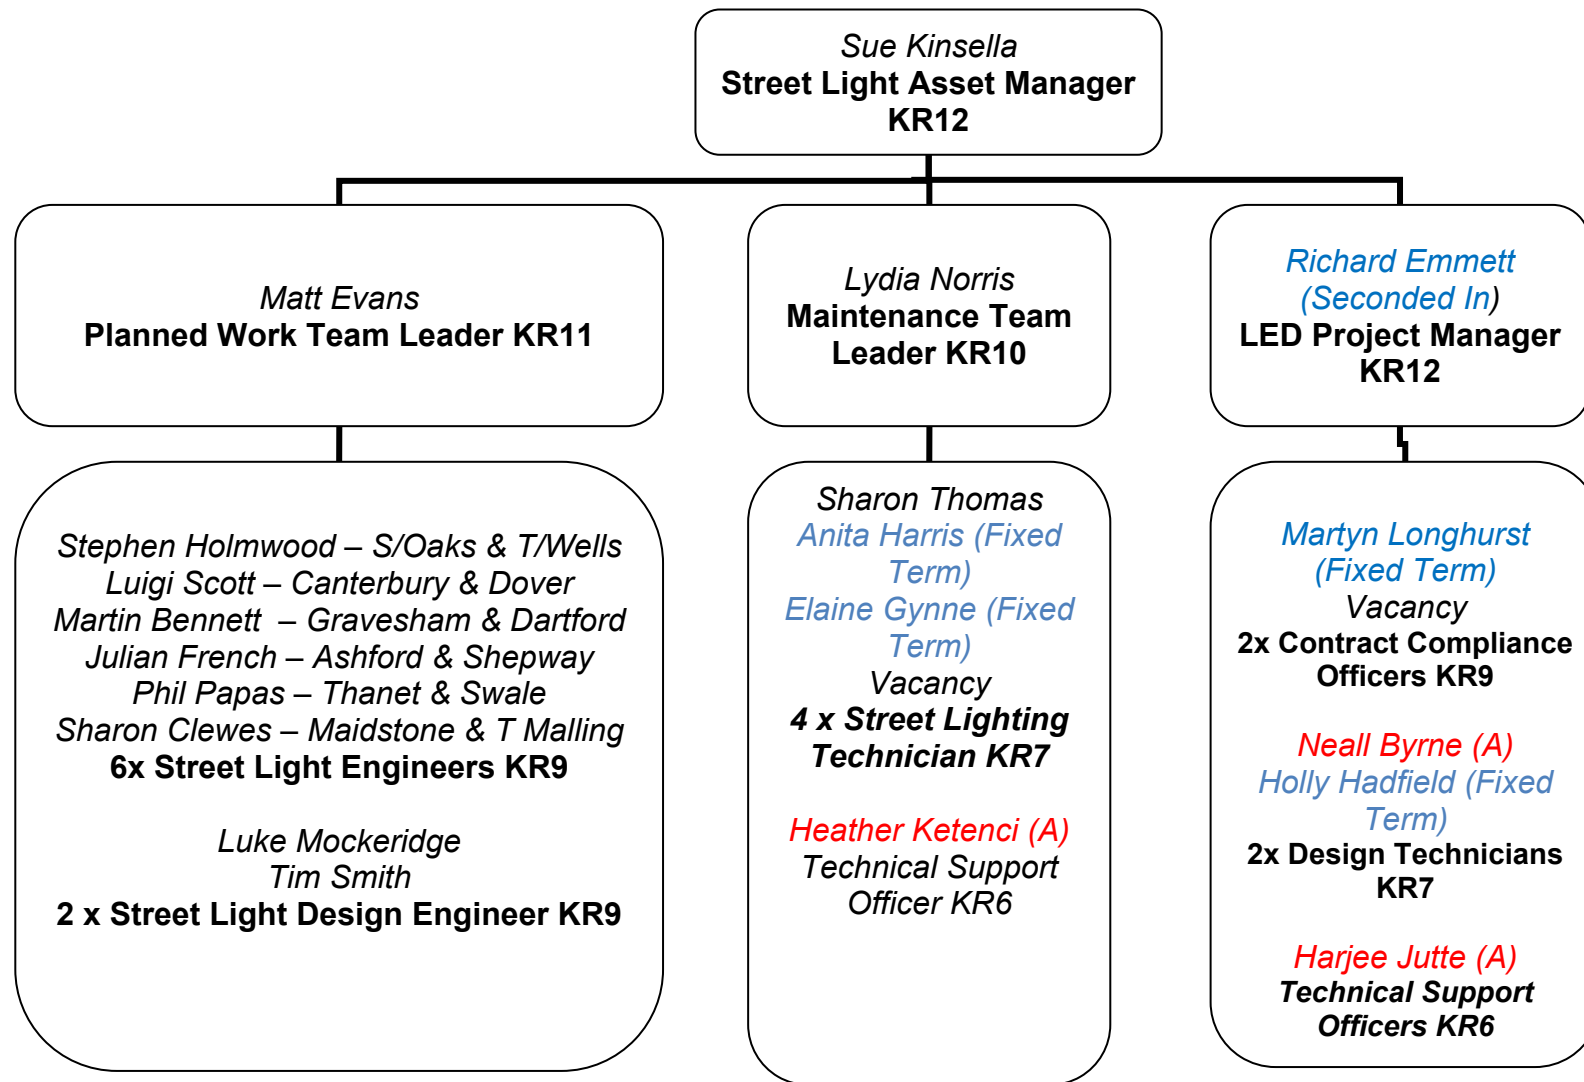 Sue Kinsella
Street Light Asset Manager
KR12
Matt Evans
Planned Work Team Leader KR11
Lydia Norris
Maintenance Team
Leader KR10
Richard Emmett
(Seconded In)
LED Project Manager
KR12
Stephen Holmwood – S/Oaks & T/Wells
Luigi Scott – Canterbury & Dover
Martin Bennett  – Gravesham & Dartford
Julian French – Ashford & Shepway
Phil Papas – Thanet & Swale
Sharon Clewes – Maidstone & T Malling
6x Street Light Engineers KR9
Luke Mockeridge
Tim Smith
2 x Street Light Design Engineer KR9
Sharon Thomas
Anita Harris (Fixed
Term)
Elaine Gynne (Fixed
Term)
Vacancy
4 x Street Lighting
Technician KR7
Heather Ketenci (A)
Technical Support
Officer KR6
Martyn Longhurst
(Fixed Term)
Vacancy
2x Contract Compliance
Officers KR9
Neall Byrne (A)
Holly Hadfield (Fixed
Term)
2x Design Technicians
KR7
Harjee Jutte (A)
Technical Support
Officers KR6